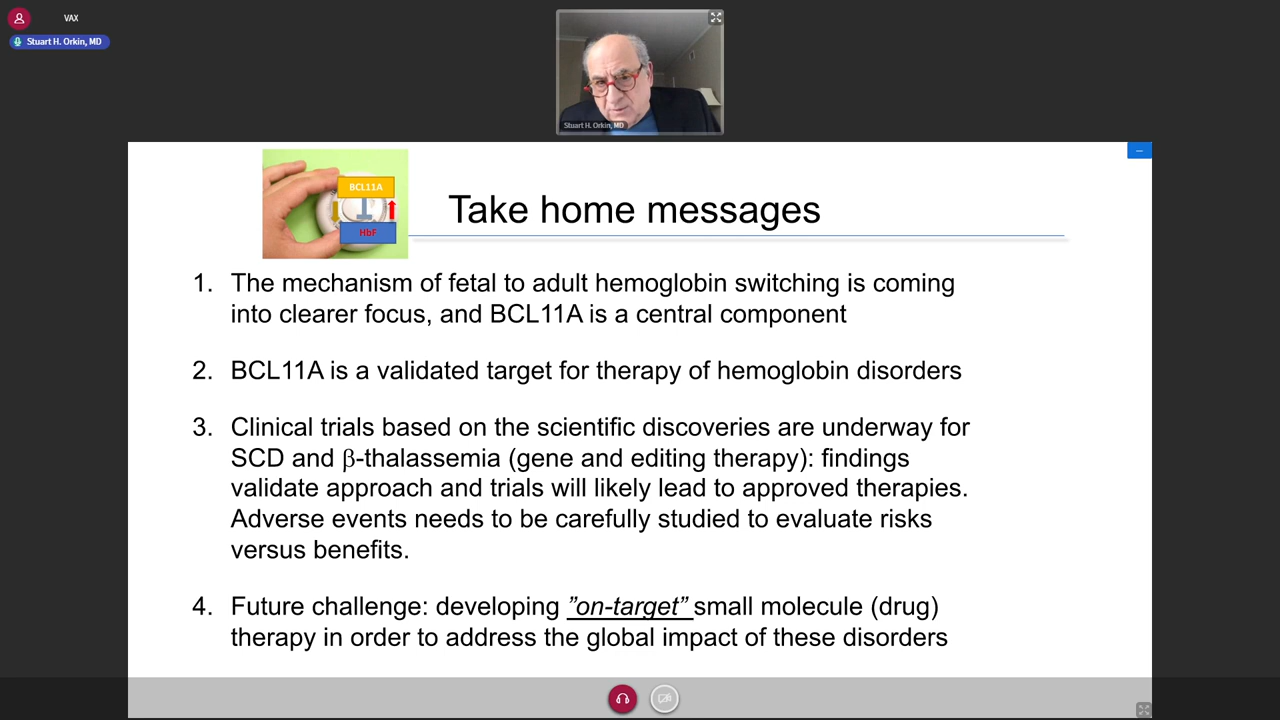 VAX
Stuart H. Orkin, MD
Stuart H. Orkin, MD
BCL11A
HbF
Take home messages
1. The mechanism of fetal to adult hemoglobin switching is coming
into clearer focus, and BCL11A is a central component
2. BCL11A is a validated target for therapy of hemoglobin disorders
3. Clinical trials based on the scientific discoveries are underway for
SCD and β-thalassemia (gene and editing therapy): findings
validate approach and trials will likely lead to approved therapies.
Adverse events needs to be carefully studied to evaluate risks
versus benefits.
4. Future challenge: developing ”on-target” small molecule (drug)
therapy in order to address the global impact of these disorders